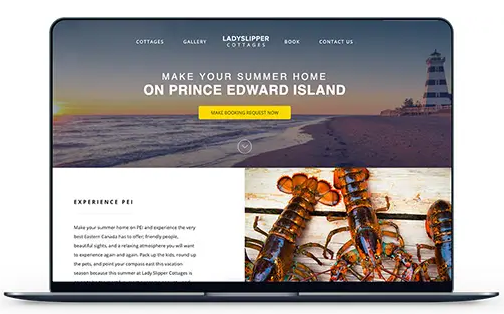 COTTAGES
GALLERY
LADYSLIPPER
COTTAGES
BOOK
CONTACT US
MAKE YOUR SUMMER HOME
ON PRINCE EDWARD ISLAND
MAKE BOOKING REQUEST NOW
EXPERIENCE PEI
Make your summer home on PEI and experience the very
best Eastern Canada has to offer; friendly people,
beautiful sights, and a relaxing atmosphere you will want
to experience again and again. Pack up the kids, round up
the pets, and point your compass east this vacation
season because this summer at Lady Slipper Cottages is